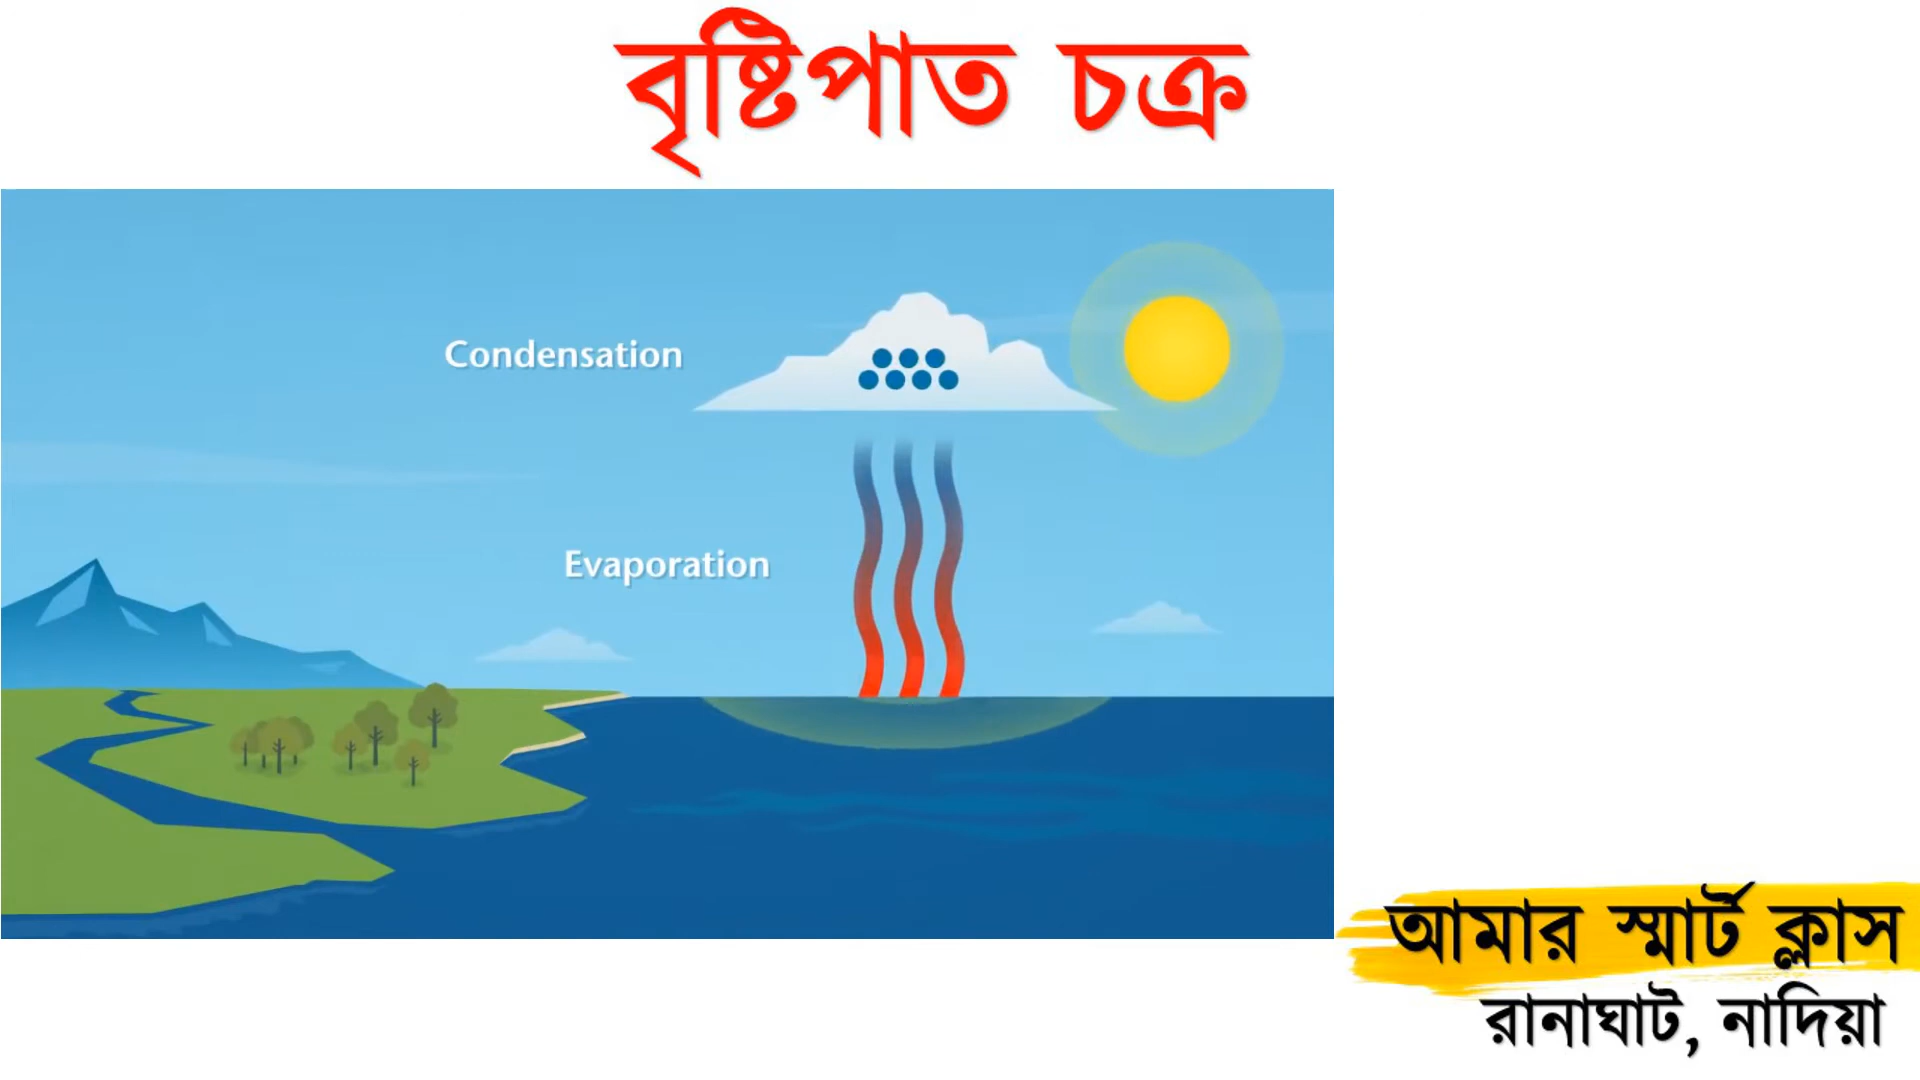 বৃষ্টিপাত চক্র
Condensation
Evaporation
আমার স্মার্ট ক্লাস
রানাঘাট, নাদিয়া